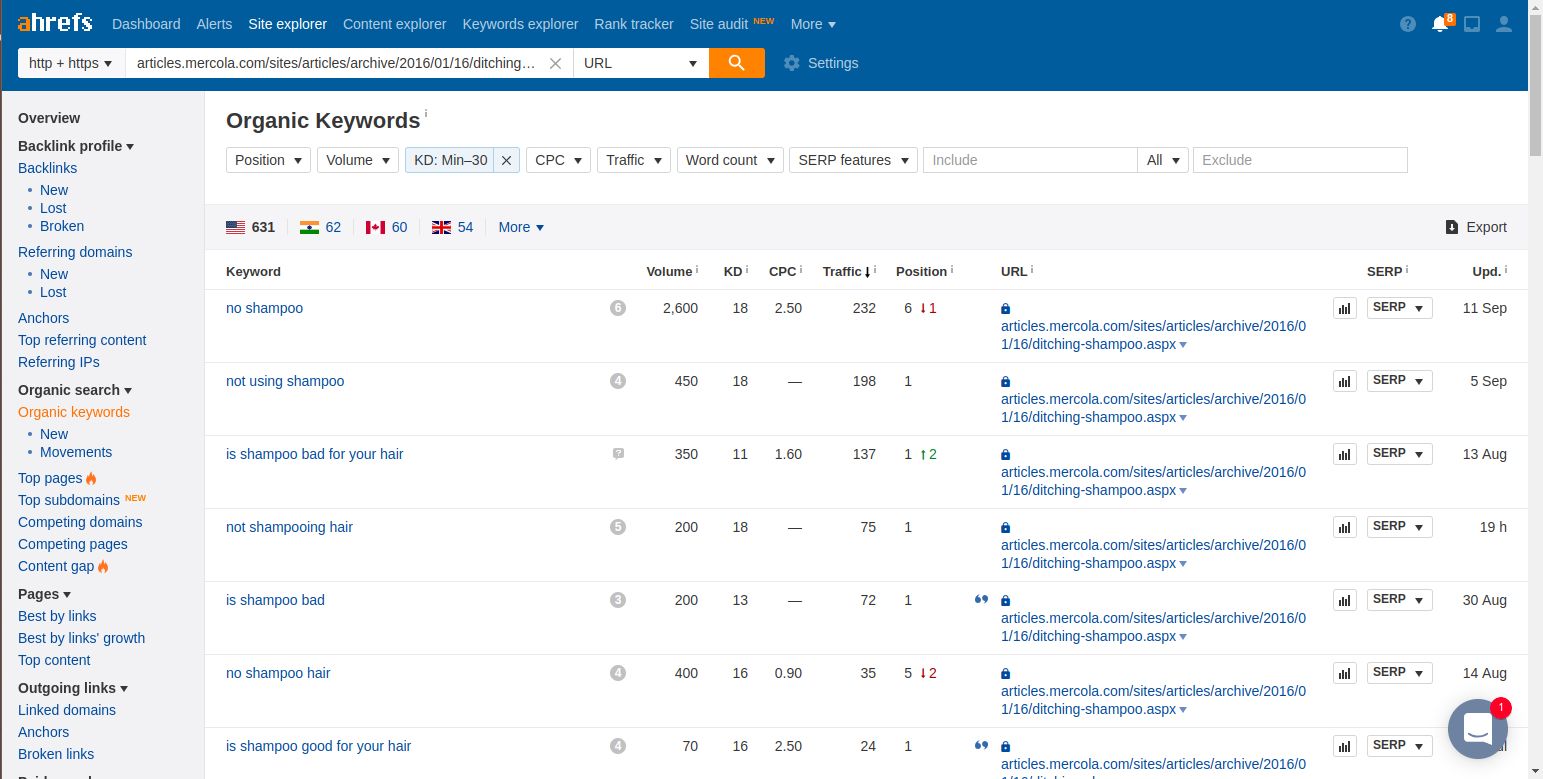 ahrefs Dashboard Alerts Site explorer Content explorer Keywords explorer Rank tracker Site audit NEW More 8
http + https articles.mercola.com/sites/articles/archive/2016/01/16/ditching… URL Settings
Overview
Backlink profile
Backlinks
• New
• Lost
• Broken
Referring domains
• New
• Lost
Anchors
Top referring content
Referring IPs
Organic search
Organic keywords
• New
• Movements
Top pages
Top subdomains NEW
Competing domains
Competing pages
Content gap
Pages
Best by links
Best by links' growth
Top content
Outgoing links
Linked domains
Anchors
Broken links
Organic Keywords i
Position Volume KD: Min–30 CPC Traffic Word count SERP features Include All Exclude
631 62 60 54 More Export
Keyword Volume i KD i CPC i Traffic i Position i URL i SERP i Upd. i
no shampoo 6 2,600 18 2.50 232 6 ↓1 SERP 11 Sep
articles.mercola.com/sites/articles/archive/2016/0
1/16/ditching-shampoo.aspx
not using shampoo 4 450 18 — 198 1 SERP 5 Sep
articles.mercola.com/sites/articles/archive/2016/0
1/16/ditching-shampoo.aspx
is shampoo bad for your hair ? 350 11 1.60 137 1 ↑2 SERP 13 Aug
articles.mercola.com/sites/articles/archive/2016/0
1/16/ditching-shampoo.aspx
not shampooing hair 5 200 18 — 75 1 SERP 19 h
articles.mercola.com/sites/articles/archive/2016/0
1/16/ditching-shampoo.aspx
is shampoo bad 3 200 13 — 72 1 SERP 30 Aug
articles.mercola.com/sites/articles/archive/2016/0
1/16/ditching-shampoo.aspx
no shampoo hair 4 400 16 0.90 35 5 ↓2 SERP 14 Aug
articles.mercola.com/sites/articles/archive/2016/0
1/16/ditching-shampoo.aspx
1
is shampoo good for your hair 4 70 16 2.50 24 1 SERP
articles.mercola.com/sites/articles/archive/2016/0